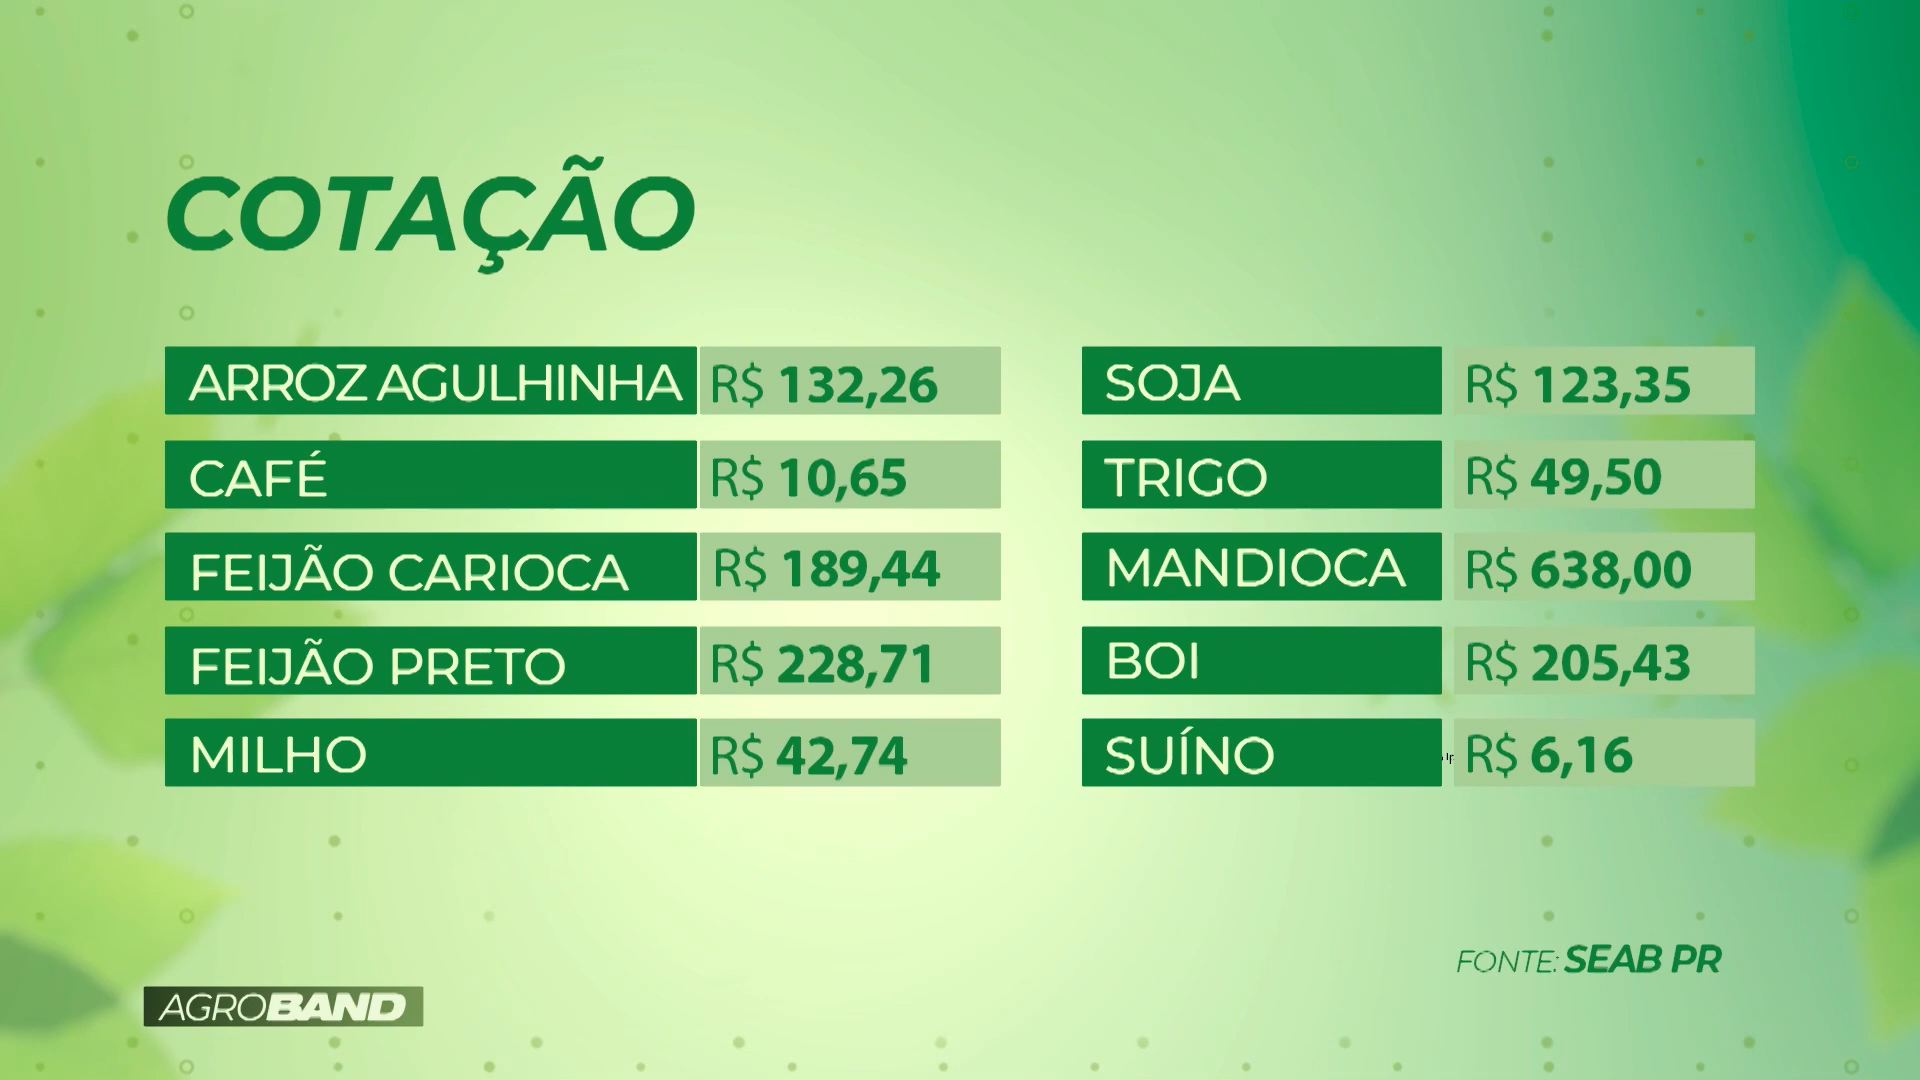 COTAÇÃO
ARROZ AGULHINHA R$ 132,26
CAFÉ R$ 10,65
FEIJÃO CARIOCA R$ 189,44
FEIJÃO PRETO R$ 228,71
MILHO R$ 42,74
SOJA R$ 123,35
TRIGO R$ 49,50
MANDIOCA R$ 638,00
BOI R$ 205,43
SUÍNO R$ 6,16
FONTE: SEAB PR
AGROBAND